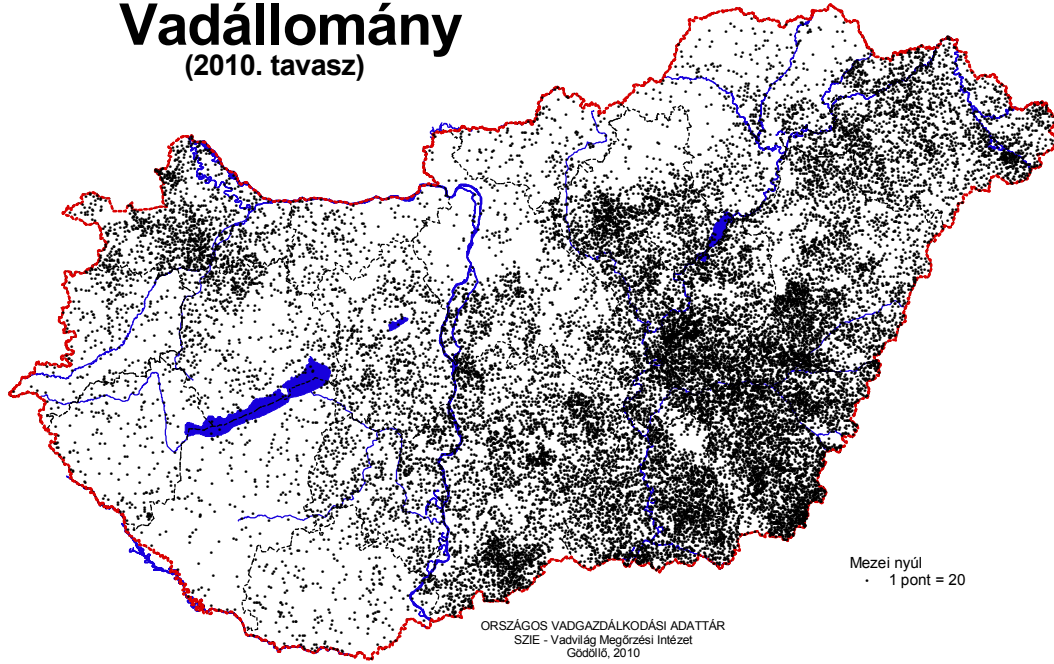 Vadállomány
(2010. tavasz)
Mezei nyúl
1 pont = 20
ORSZÁGOS VADGAZDÁLKODÁSI ADATTÁR
SZIE - Vadvilág Megőrzési Intézet
Gödöllő, 2010